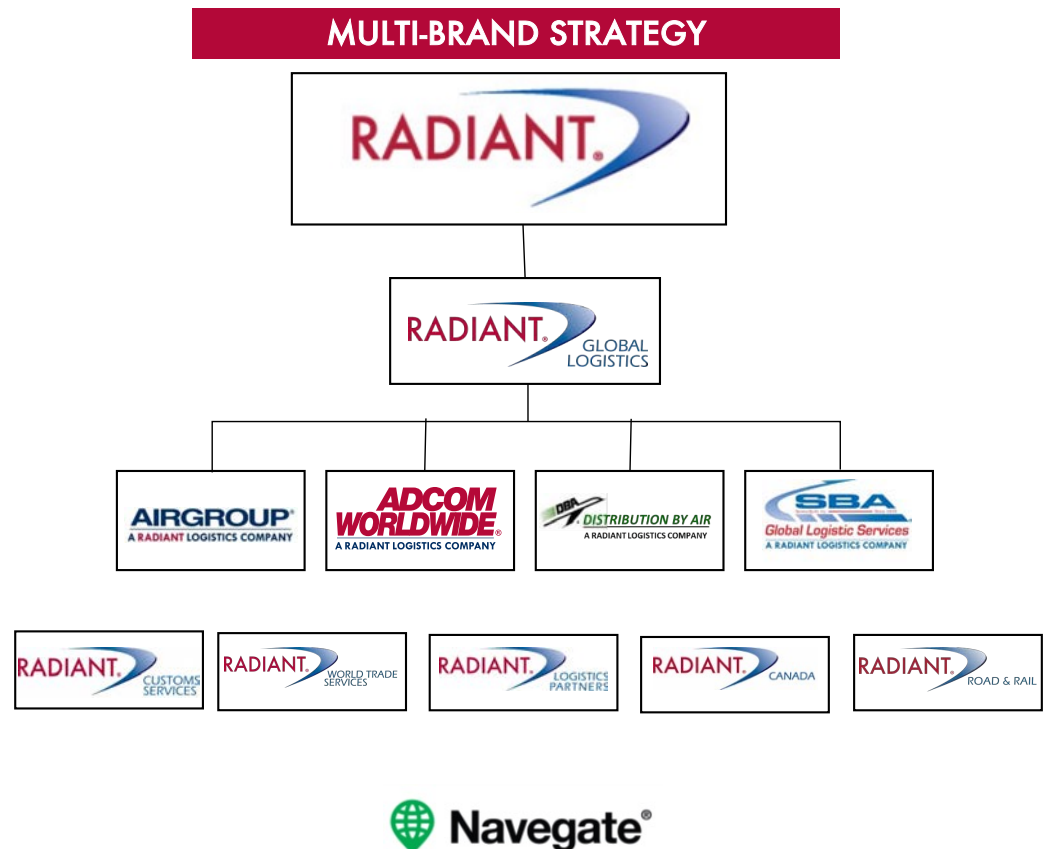 MULTI-BRAND STRATEGY
RADIANT.®
RADIANT.®
GLOBAL
LOGISTICS
AIRGROUP®
A RADIANT LOGISTICS COMPANY
ADCOM
WORLDWIDE®
A RADIANT LOGISTICS COMPANY
DBA
DISTRIBUTION BY AIR
A RADIANT LOGISTICS COMPANY
SBA
Global Logistic Services
A RADIANT LOGISTICS COMPANY
RADIANT.®
CUSTOMS
SERVICES
RADIANT.®
WORLD TRADE
SERVICES
RADIANT.®
LOGISTICS
PARTNERS
RADIANT.®
CANADA
RADIANT.®
ROAD & RAIL
Navegate®